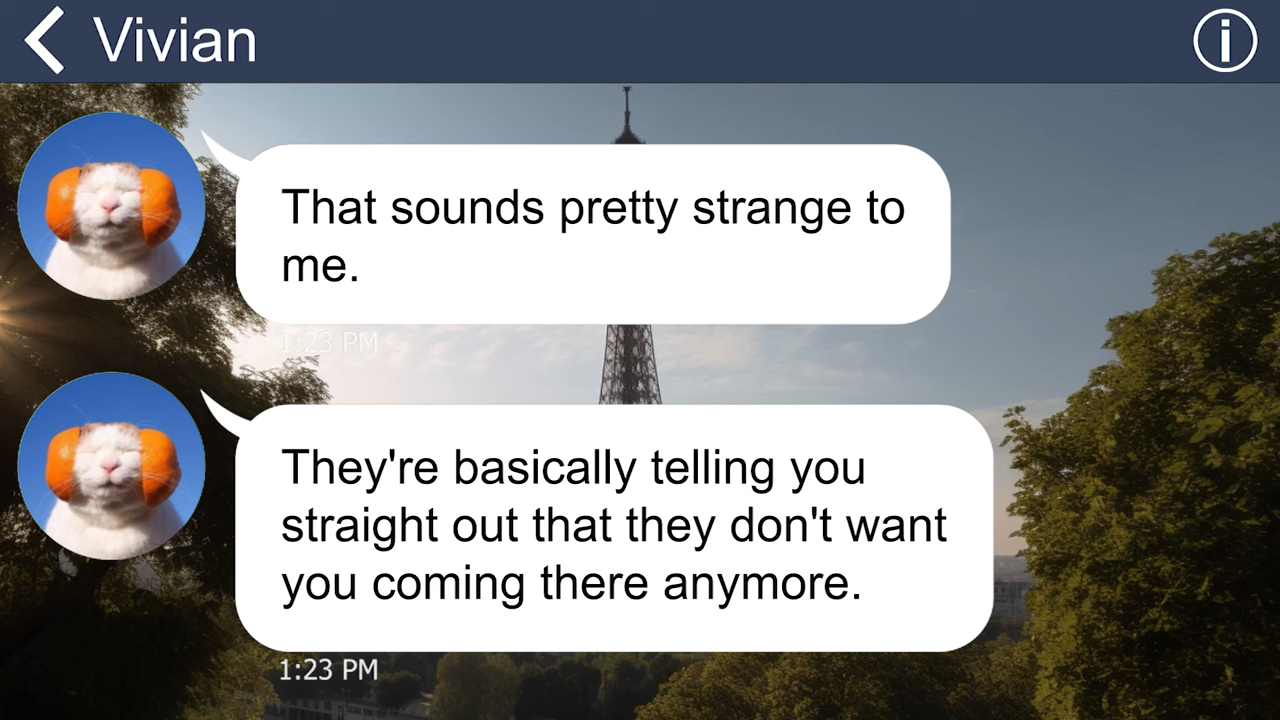 Vivian
That sounds pretty strange to
me.
1:23 PM
They're basically telling you
straight out that they don't want
you coming there anymore.
1:23 PM